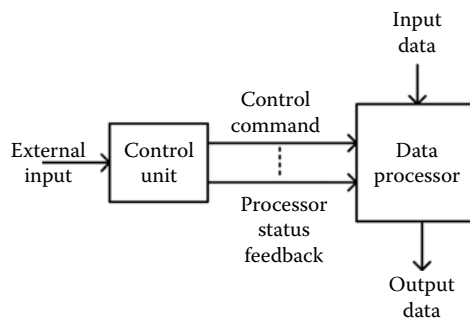 Input
data
Control
command
External
input
Control
unit
Data
processor
Processor
status
feedback
Output
data